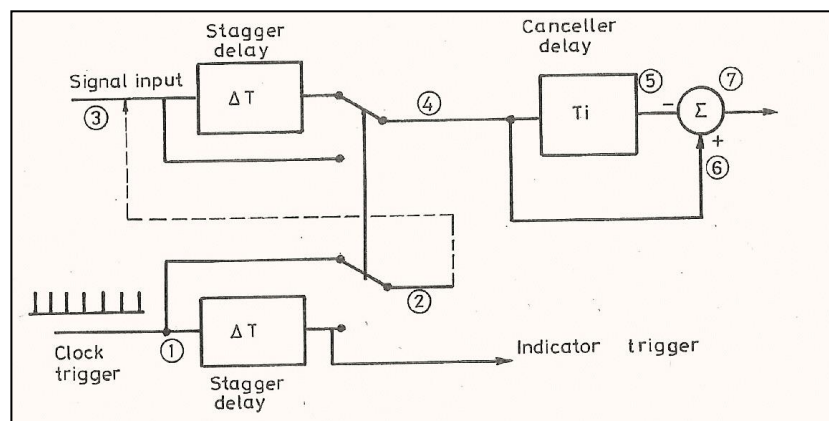 Stagger
delay
Canceller
delay
Signal input
③
ΔT
④
Ti
⑤
−
Σ
⑦
+
⑥
②
Clock
trigger
①
ΔT
Stagger
delay
Indicator trigger